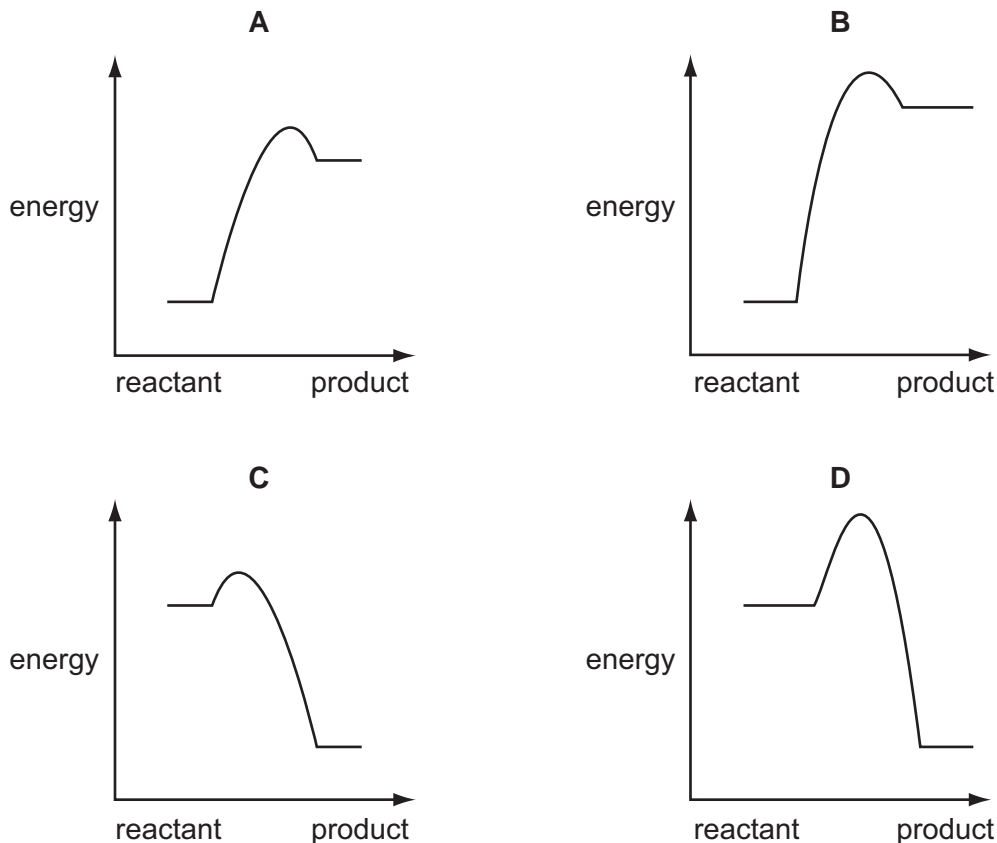 A
B
energy
energy
reactant product
reactant product
C
D
energy
energy
reactant product
reactant product